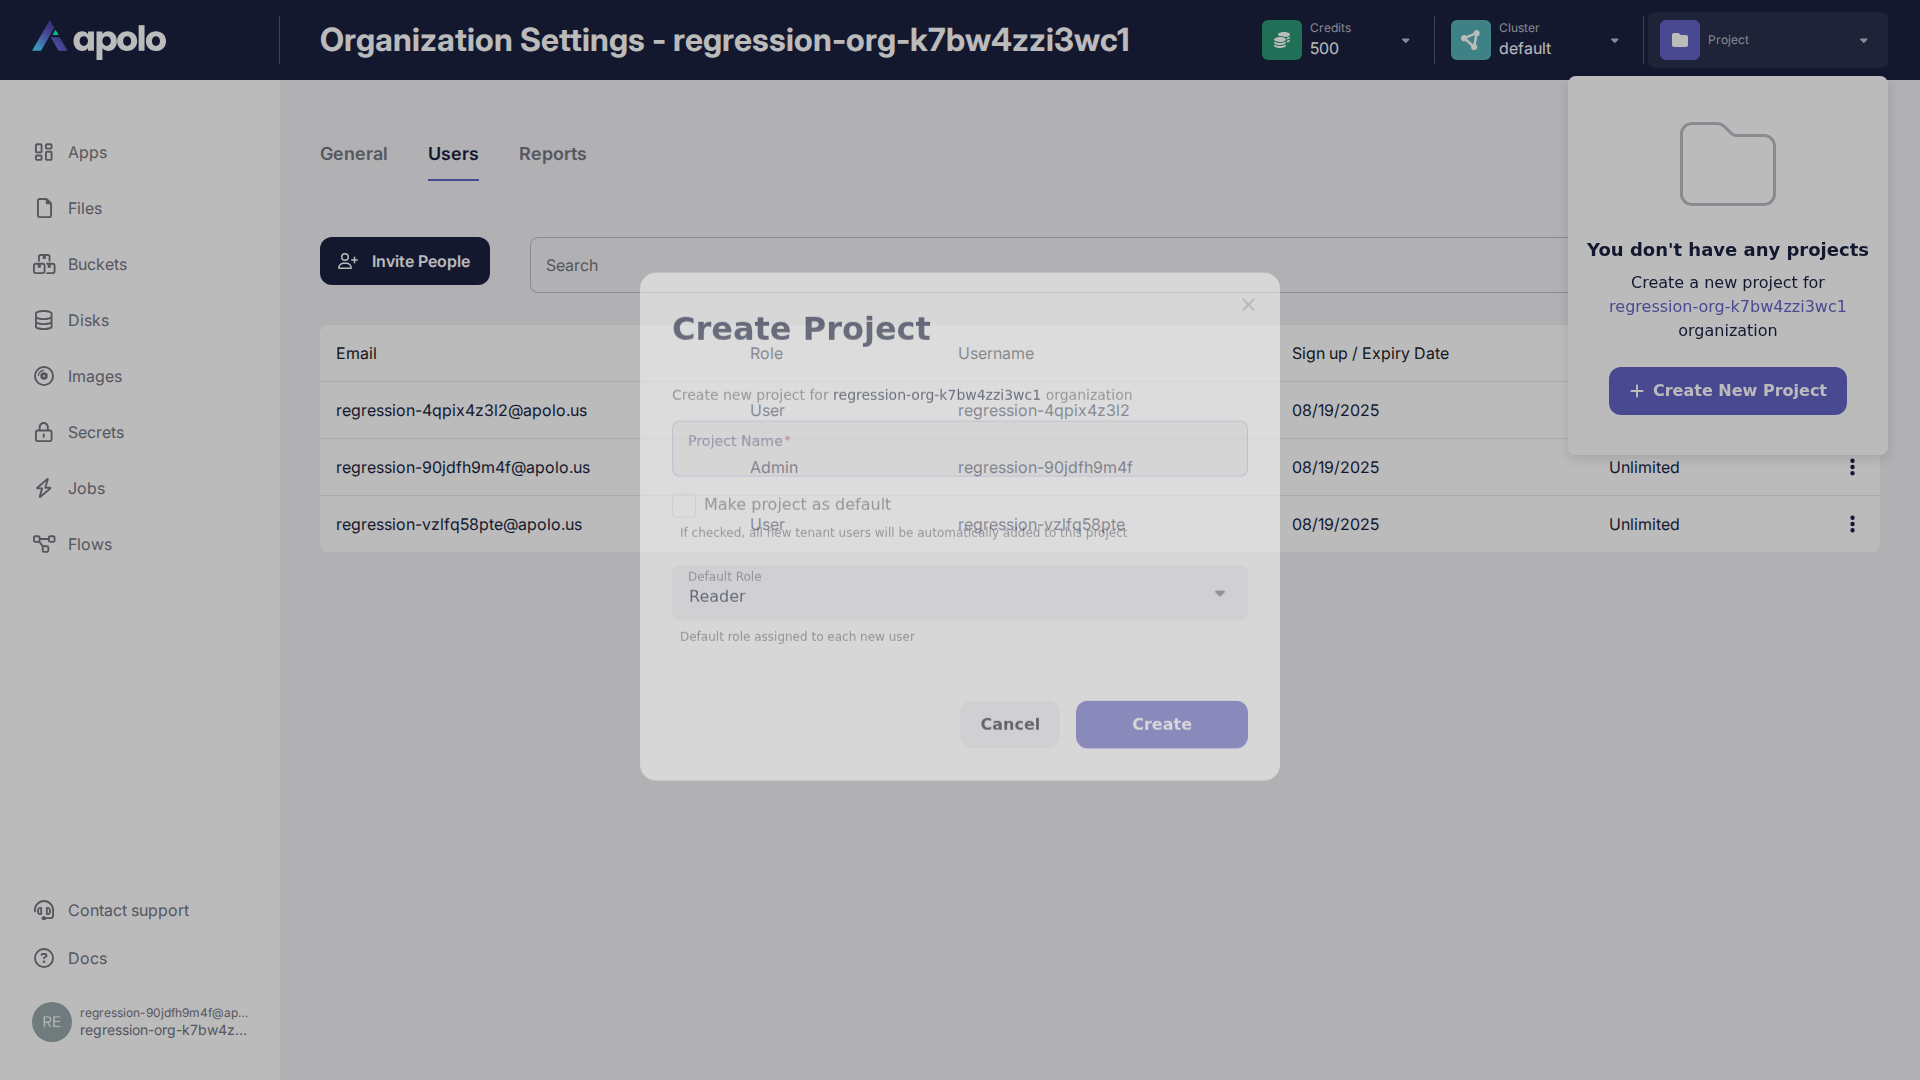 apolo
Organization Settings - regression-org-k7bw4zzi3wc1
Credits
500
Cluster
default
Project
Apps
Files
Buckets
Disks
Images
Secrets
Jobs
Flows
Contact support
Docs
RE
regression-90jdfh9m4f@ap...
regression-org-k7bw4z...
General Users Reports
Invite People
Search
Email Role Username Sign up / Expiry Date
regression-4qpix4z3l2@apolo.us User regression-4qpix4z3l2 08/19/2025
regression-90jdfh9m4f@apolo.us Admin regression-90jdfh9m4f 08/19/2025 Unlimited
regression-vzlfq58pte@apolo.us User regression-vzlfq58pte 08/19/2025 Unlimited
You don't have any projects
Create a new project for
regression-org-k7bw4zzi3wc1
organization
+ Create New Project
Create Project
Create new project for regression-org-k7bw4zzi3wc1 organization
Project Name*
Make project as default
If checked, all new tenant users will be automatically added to this project
Default Role
Reader
Default role assigned to each new user
Cancel
Create